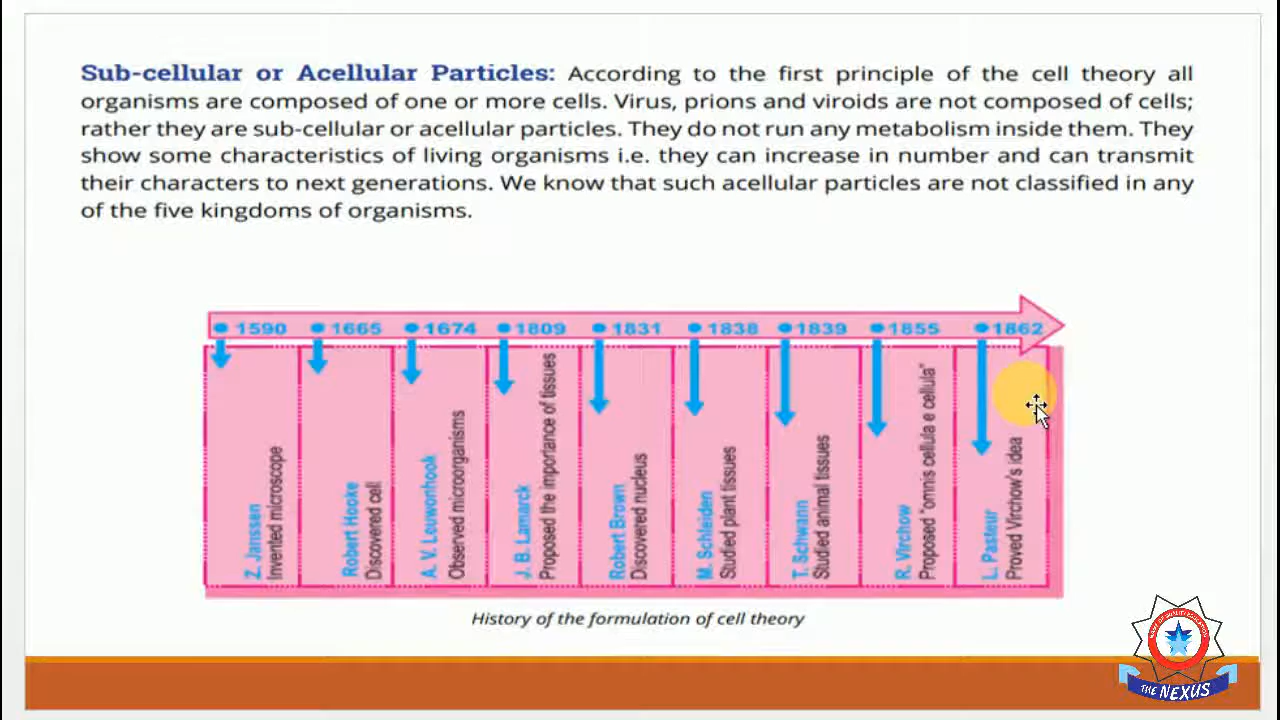 Sub-cellular or Acellular Particles: According to the first principle of the cell theory all
organisms are composed of one or more cells. Virus, prions and viroids are not composed of cells;
rather they are sub-cellular or acellular particles. They do not run any metabolism inside them. They
show some characteristics of living organisms i.e. they can increase in number and can transmit
their characters to next generations. We know that such acellular particles are not classified in any
of the five kingdoms of organisms.
1590 1665 1674 1809 1831 1838 1839 1855 1862
Z. Janssen
Invented microscope
Robert Hooke
Discovered cell
A. V. Leuwonhook
Observed microorganisms
J. B. Lamarck
Proposed the importance of tissues
Robert Brown
Discovered nucleus
M. Schleiden
Studied plant tissues
T. Schwann
Studied animal tissues
R. Virchow
Proposed "omnis cellula e cellula"
L. Pasteur
Proved Virchow's idea
History of the formulation of cell theory
THE NEXUS